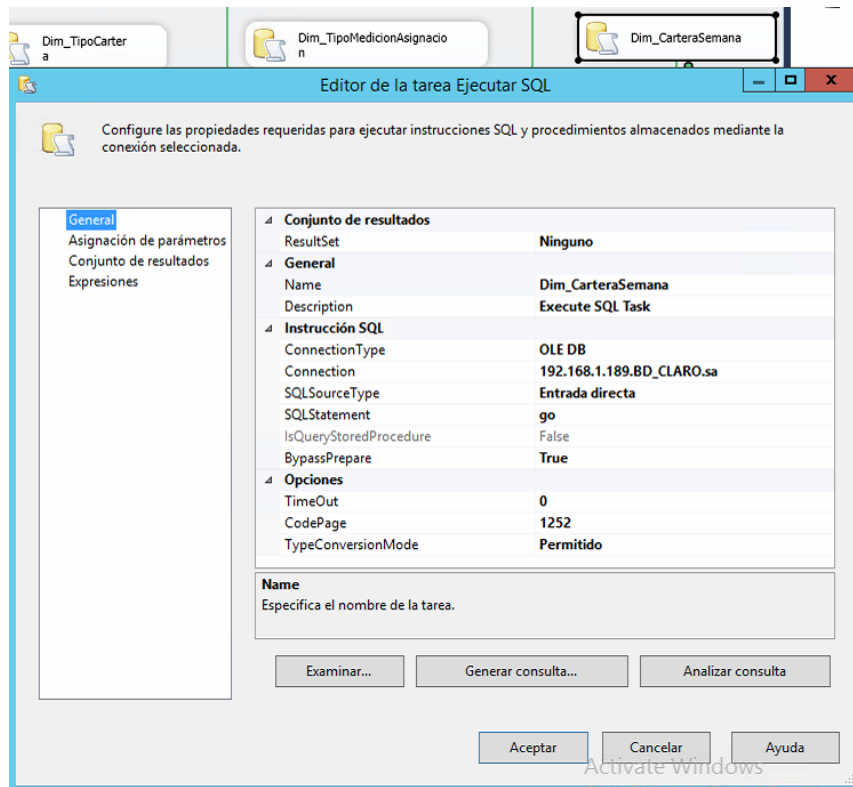 Dim_TipoCarter
a
Dim_TipoMedicionAsignacio
n
Dim_CarteraSemana
Editor de la tarea Ejecutar SQL
Configure las propiedades requeridas para ejecutar instrucciones SQL y procedimientos almacenados mediante la
conexión seleccionada.
General
Asignación de parámetros
Conjunto de resultados
Expresiones
Conjunto de resultados
ResultSet Ninguno
General
Name Dim_CarteraSemana
Description Execute SQL Task
Instrucción SQL
ConnectionType OLE DB
Connection 192.168.1.189.BD_CLARO.sa
SQLSourceType Entrada directa
SQLStatement go
IsQueryStoredProcedure False
BypassPrepare True
Opciones
TimeOut 0
CodePage 1252
TypeConversionMode Permitido
Name
Especifica el nombre de la tarea.
Examinar... Generar consulta... Analizar consulta
Aceptar Cancelar Ayuda
Activate Windows